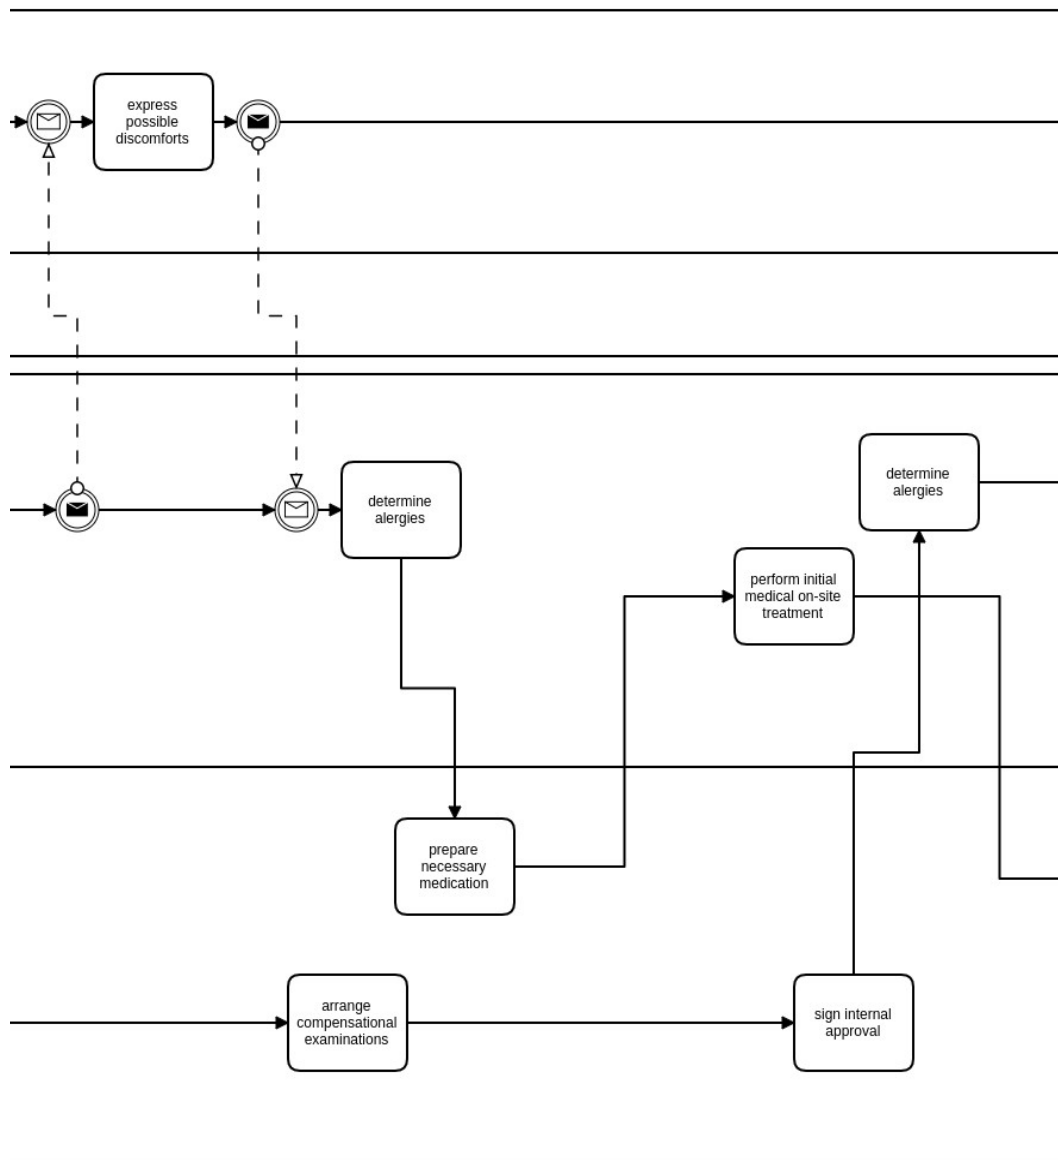 express
possible
discomforts
determine
alergies
determine
alergies
perform initial
medical on-site
treatment
prepare
necessary
medication
arrange
compensational
examinations
sign internal
approval